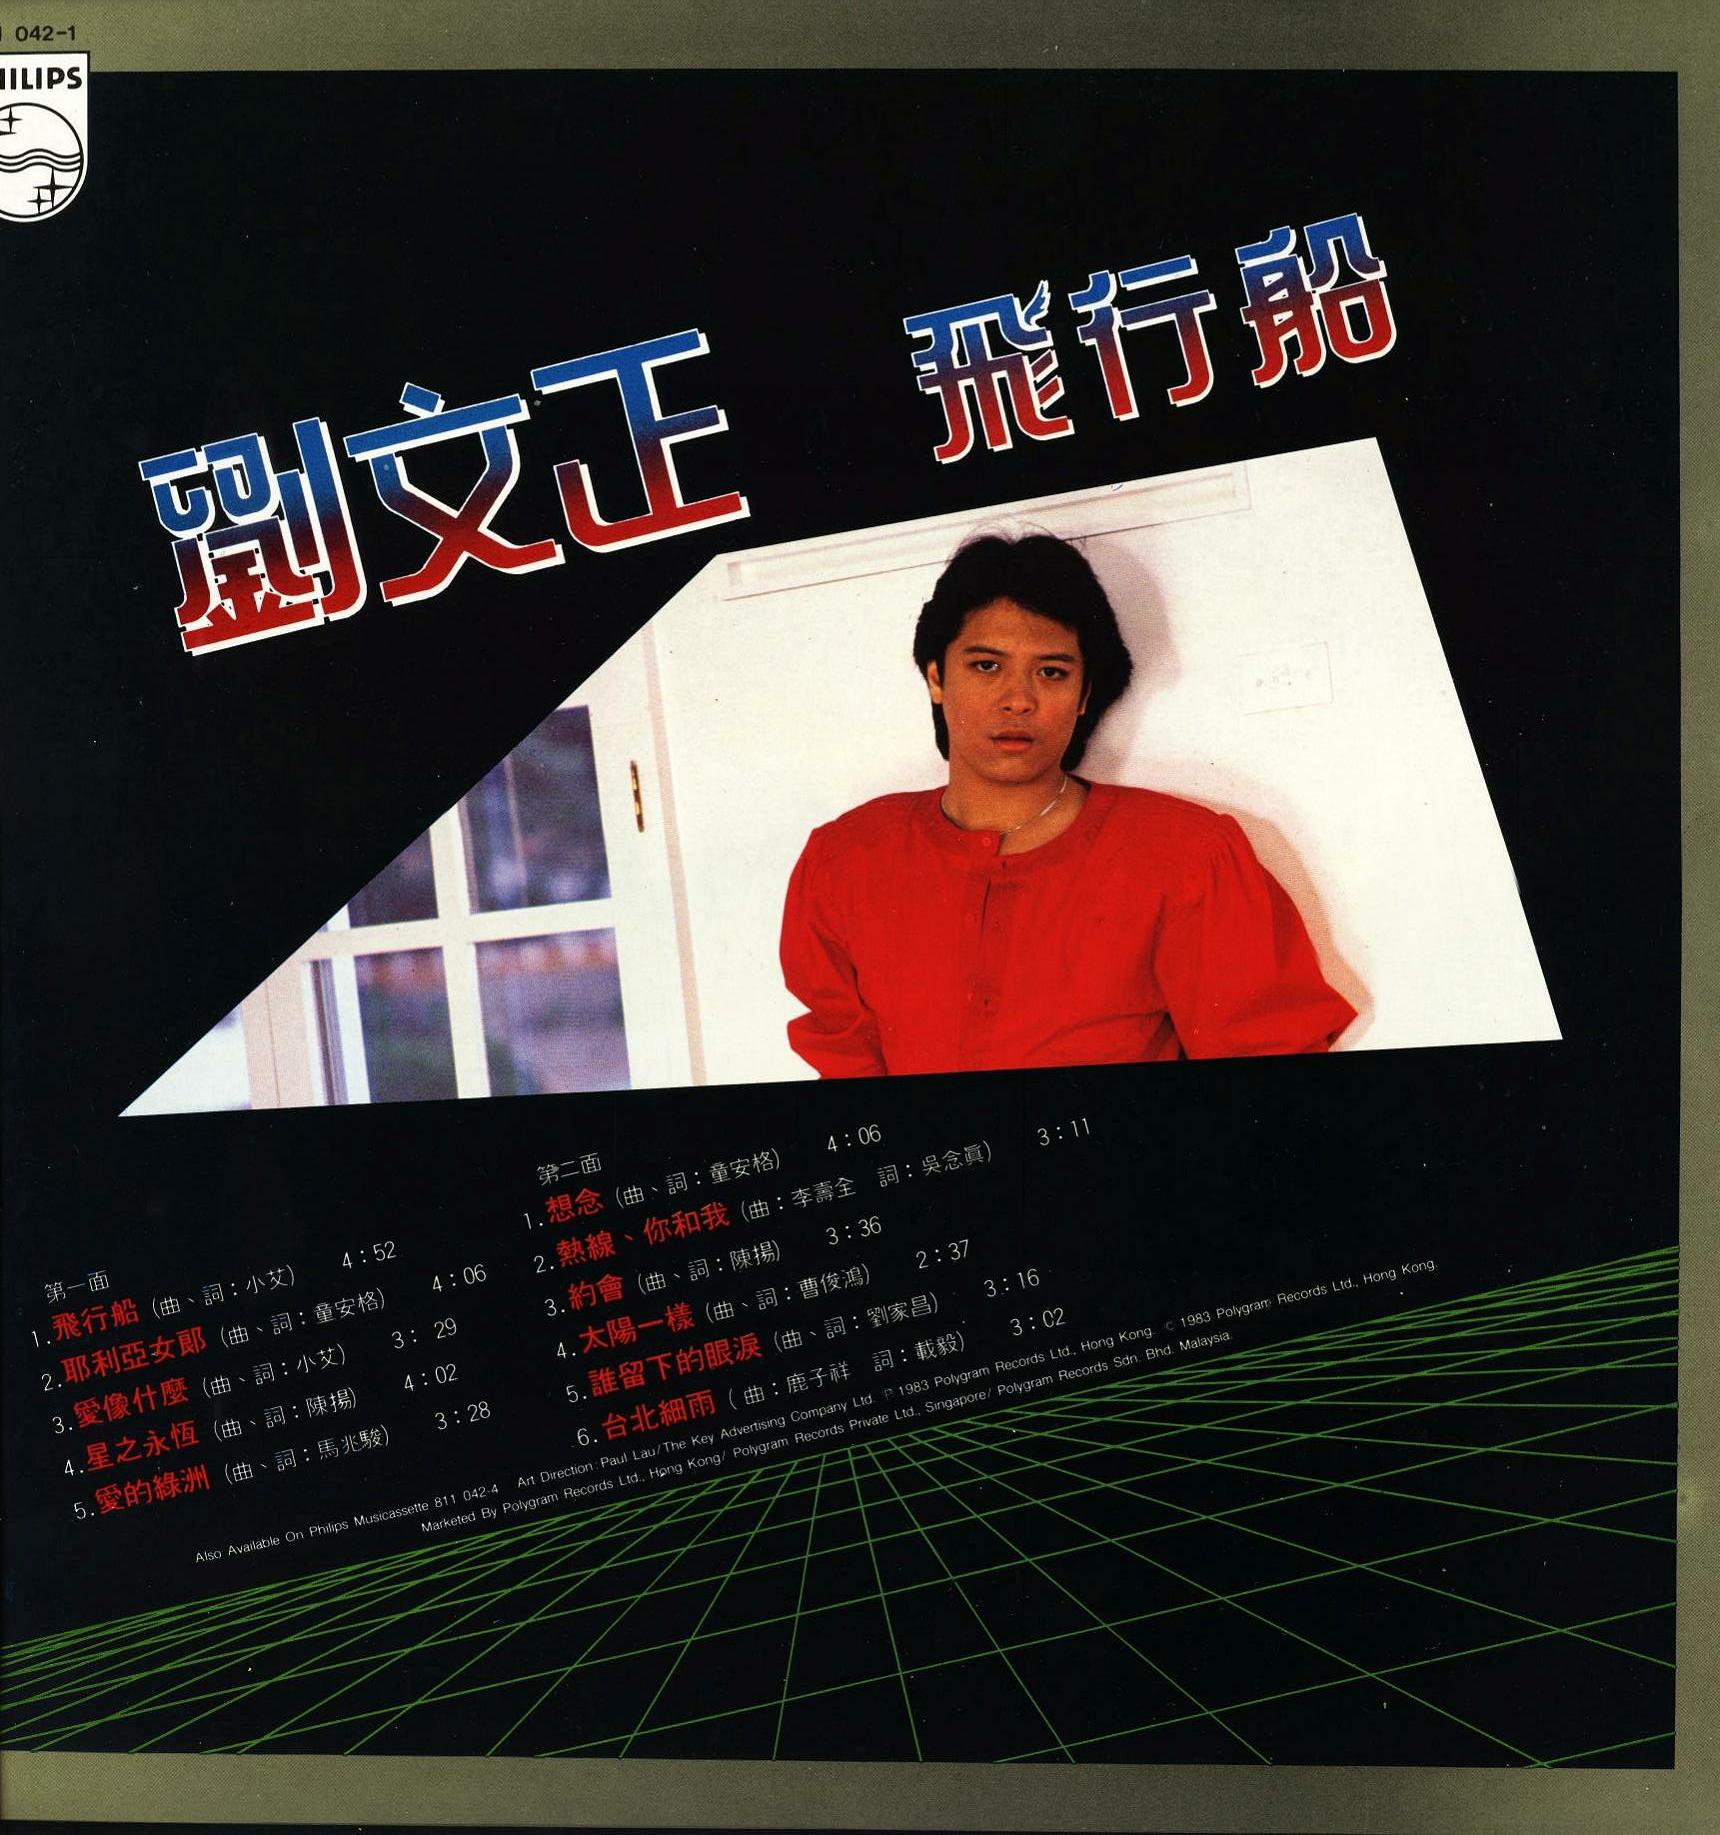 042-1
HILIPS
劉文正 飛行船
第一面
1.飛行船 (曲、詞：小艾) 4：52
2.耶利亞女郎 (曲、詞：童安格) 4：06
3.愛像什麼 (曲、詞：小艾) 3：29
4.星之永恆 (曲、詞：陳揚) 4：02
5.愛的綠洲 (曲、詞：馬兆駿) 3：28
第二面
1.想念 (曲、詞：童安格) 4：06
2.熱線、你和我 (曲：李壽全 詞：吳念眞) 3：11
3.約會 (曲、詞：陳揚) 3：36
4.太陽一樣 (曲、詞：曹俊鴻) 2：37
5.誰留下的眼淚 (曲、詞：劉家昌) 3：16
6.台北細雨 (曲：鹿子祥 詞：載毅) 3：02
Also Available On Philips Musicassette 811 042-4 Art Direction:Paul Lau/The Key Advertising Company Ltd. ℗ 1983 Polygram Records Ltd., Hong Kong. © 1983 Polygram Records Ltd., Hong Kong.
Marketed By Polygram Records Ltd., Hong Kong/ Polygram Records Private Ltd., Singapore/ Polygram Records Sdn. Bhd. Malaysia.